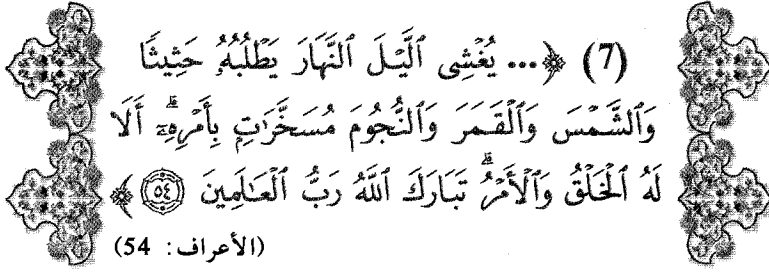 (7) ﴿... يُغْشِى ٱلَّيْلَ ٱلنَّهَارَ يَطْلُبُهُۥ حَثِيثًا
وَٱلشَّمْسَ وَٱلْقَمَرَ وَٱلنُّجُومَ مُسَخَّرَٰتٍۭ بِأَمْرِهِۦٓ ۗ أَلَا
لَهُ ٱلْخَلْقُ وَٱلْأَمْرُ ۗ تَبَارَكَ ٱللَّهُ رَبُّ ٱلْعَٰلَمِينَ ٥٤﴾
(الأعراف: 54)